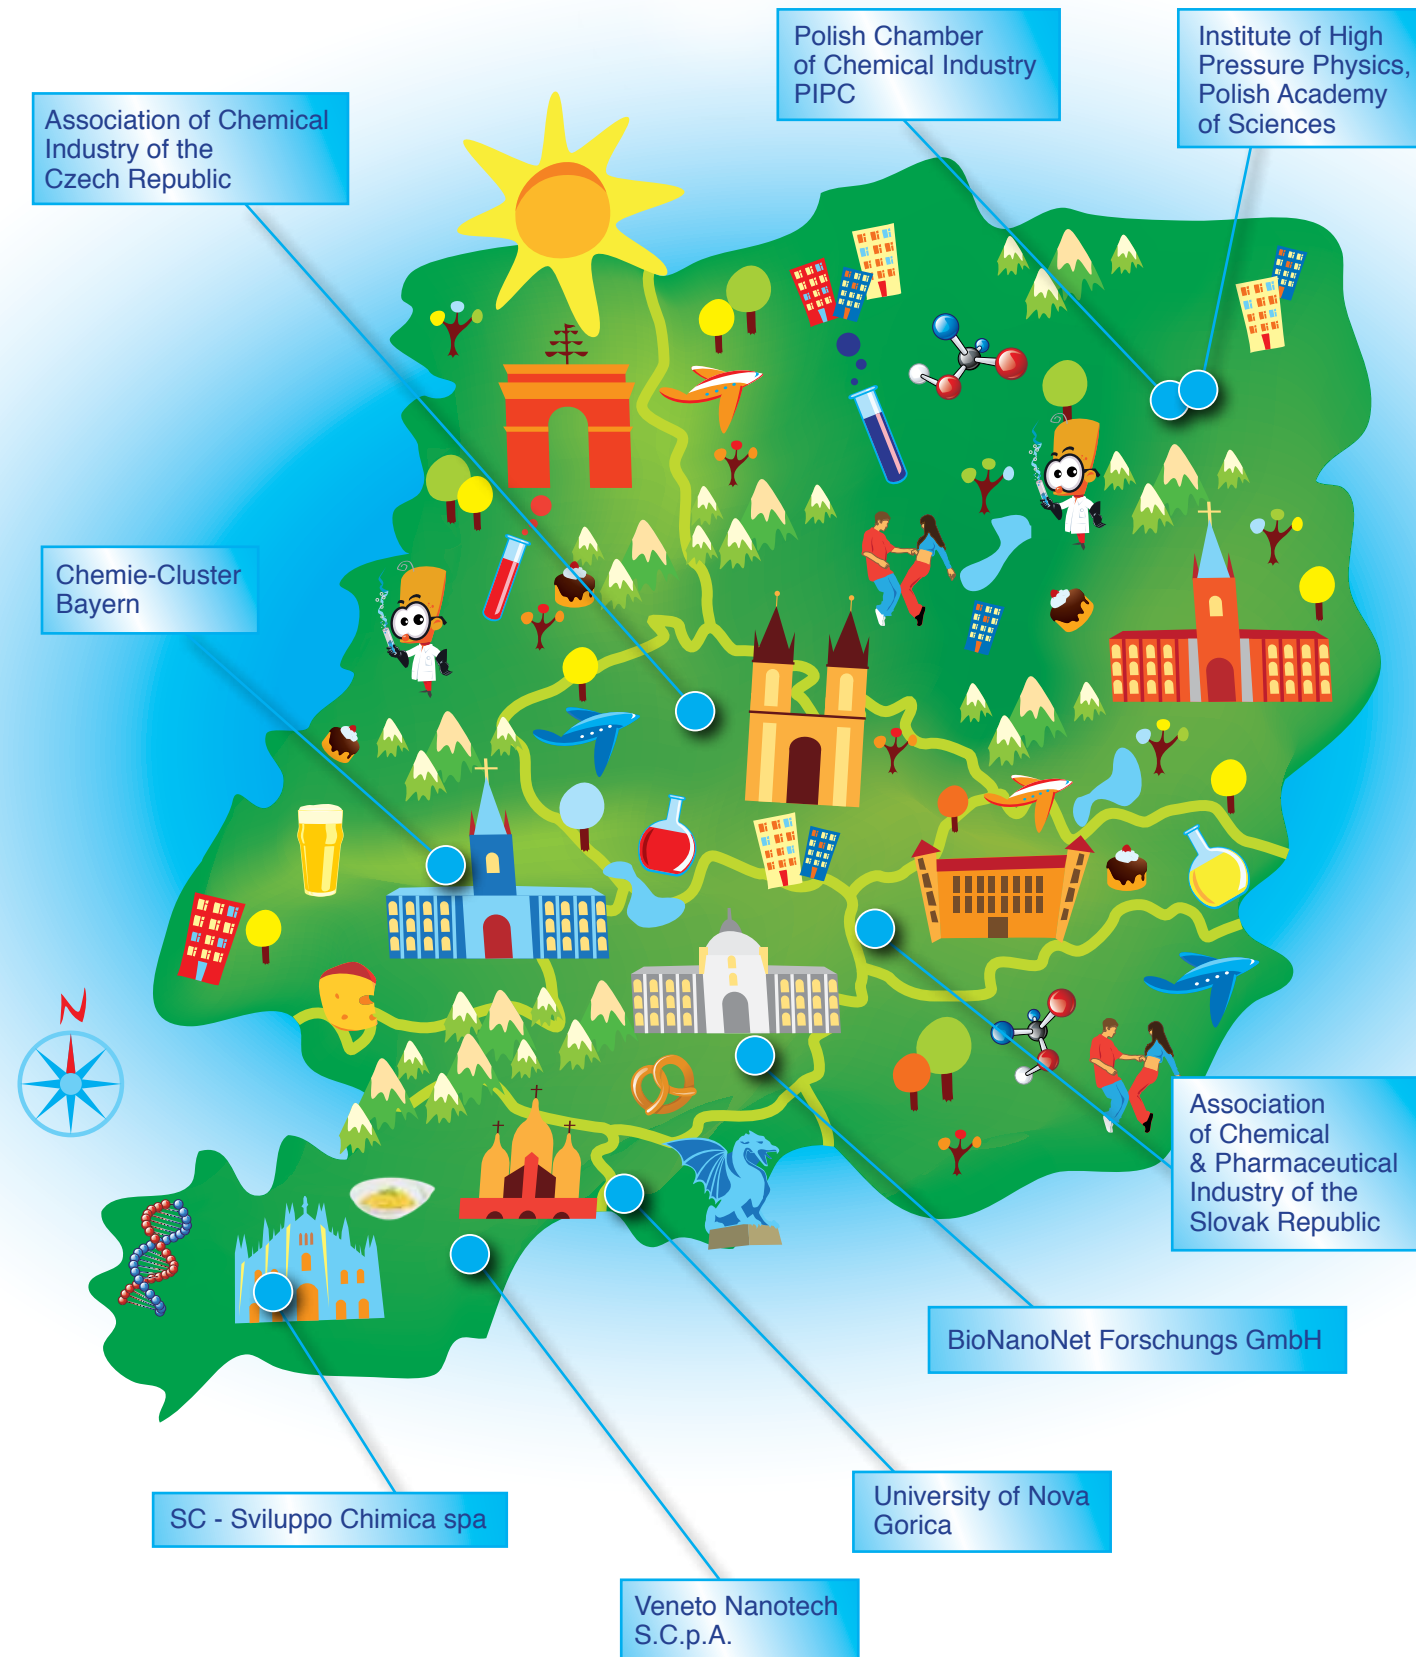 Polish Chamber
of Chemical Industry
PIPC
Institute of High
Pressure Physics,
Polish Academy
of Sciences
Association of Chemical
Industry of the
Czech Republic
Chemie-Cluster
Bayern
N
Association
of Chemical
& Pharmaceutical
Industry of the
Slovak Republic
BioNanoNet Forschungs GmbH
University of Nova
Gorica
SC - Sviluppo Chimica spa
Veneto Nanotech
S.C.p.A.